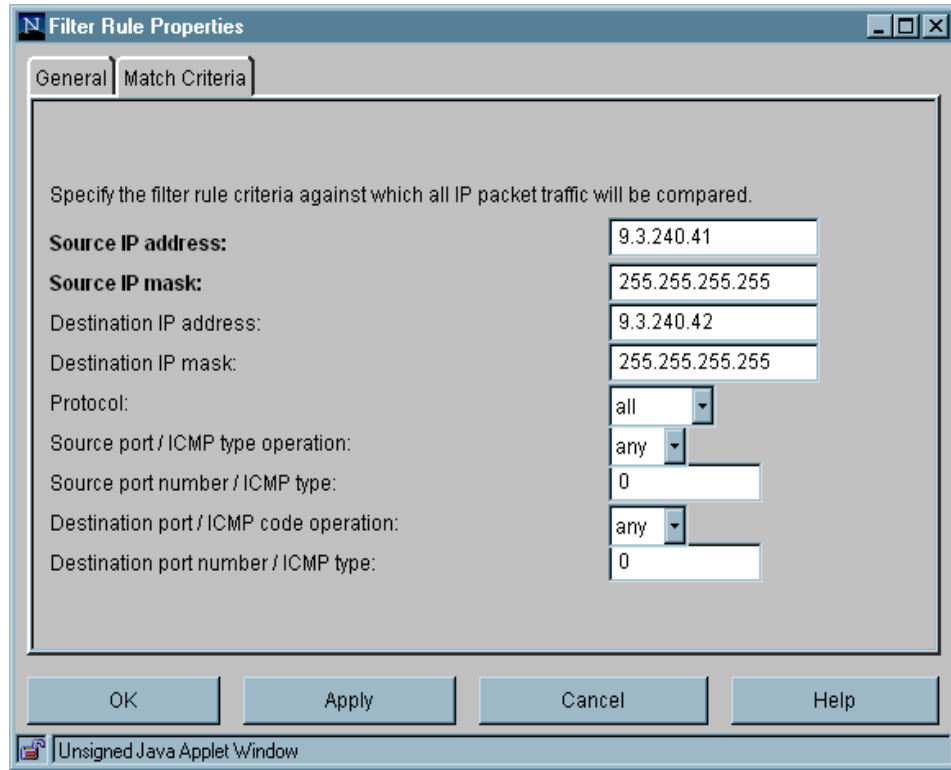 N Filter Rule Properties
General Match Criteria
Specify the filter rule criteria against which all IP packet traffic will be compared.
Source IP address: 9.3.240.41
Source IP mask: 255.255.255.255
Destination IP address: 9.3.240.42
Destination IP mask: 255.255.255.255
Protocol: all
Source port / ICMP type operation: any
Source port number / ICMP type: 0
Destination port / ICMP code operation: any
Destination port number / ICMP type: 0
OK Apply Cancel Help
Unsigned Java Applet Window